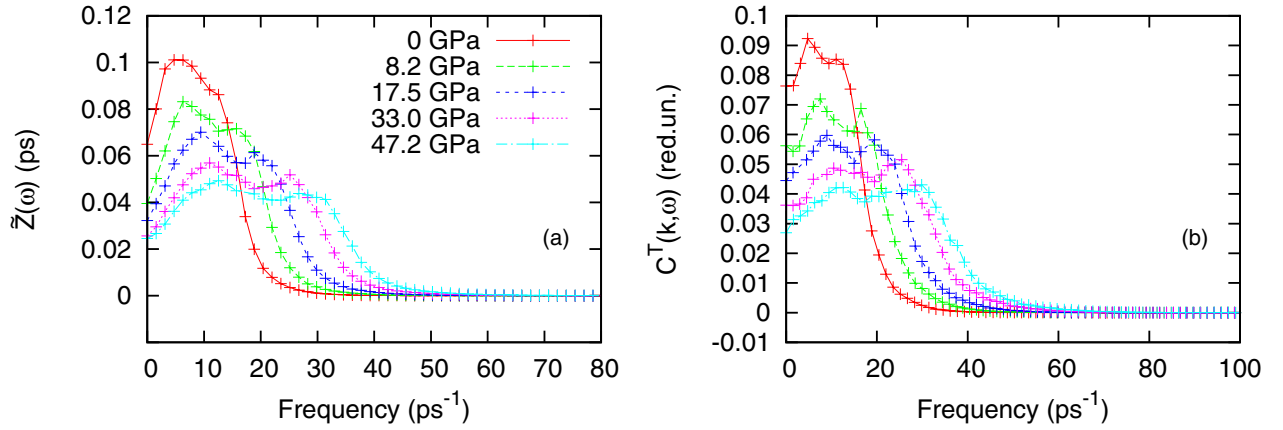 0.12
0.1
0.08
0.06
0.04
0.02
0
Z̃(ω) (ps)
0 GPa
8.2 GPa
17.5 GPa
33.0 GPa
47.2 GPa
(a)
0 10 20 30 40 50 60 70 80
Frequency (ps⁻¹)
0.1
0.09
0.08
0.07
0.06
0.05
0.04
0.03
0.02
0.01
0
-0.01
Cᵀ(k,ω) (red.un.)
(b)
0 20 40 60 80 100
Frequency (ps⁻¹)